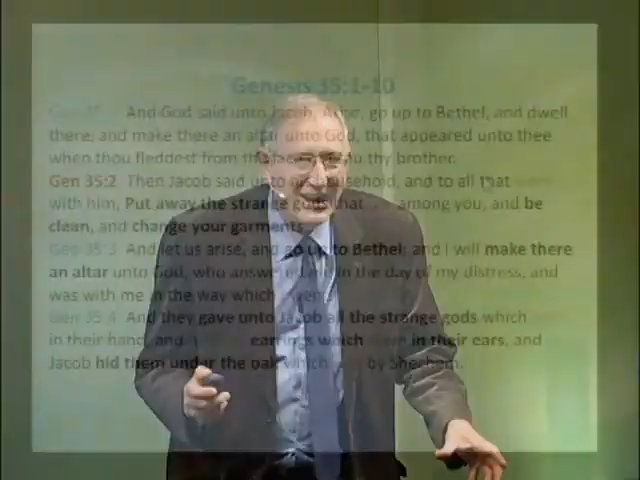 Genesis 35:1-10
And God said unto Jacob, Arise, go up to Bethel, and dwell
there, and make there an altar unto God, that appeared unto thee
when thou fleddest from the face of Esau thy brother.
Gen 35:2 Then Jacob said unto his household, and to all that
with him, Put away the strange gods that among you, and be
clean, and change your garments
Gen 35:3 And let us arise, and go up to Bethel; and I will make there
an altar unto God, who answered me in the day of my distress, and
was with me in the way which I went.
Gen 35:4 And they gave unto Jacob all the strange gods which
in their hand, and earrings which in their ears, and
Jacob hid them under the oak which by Shechem.